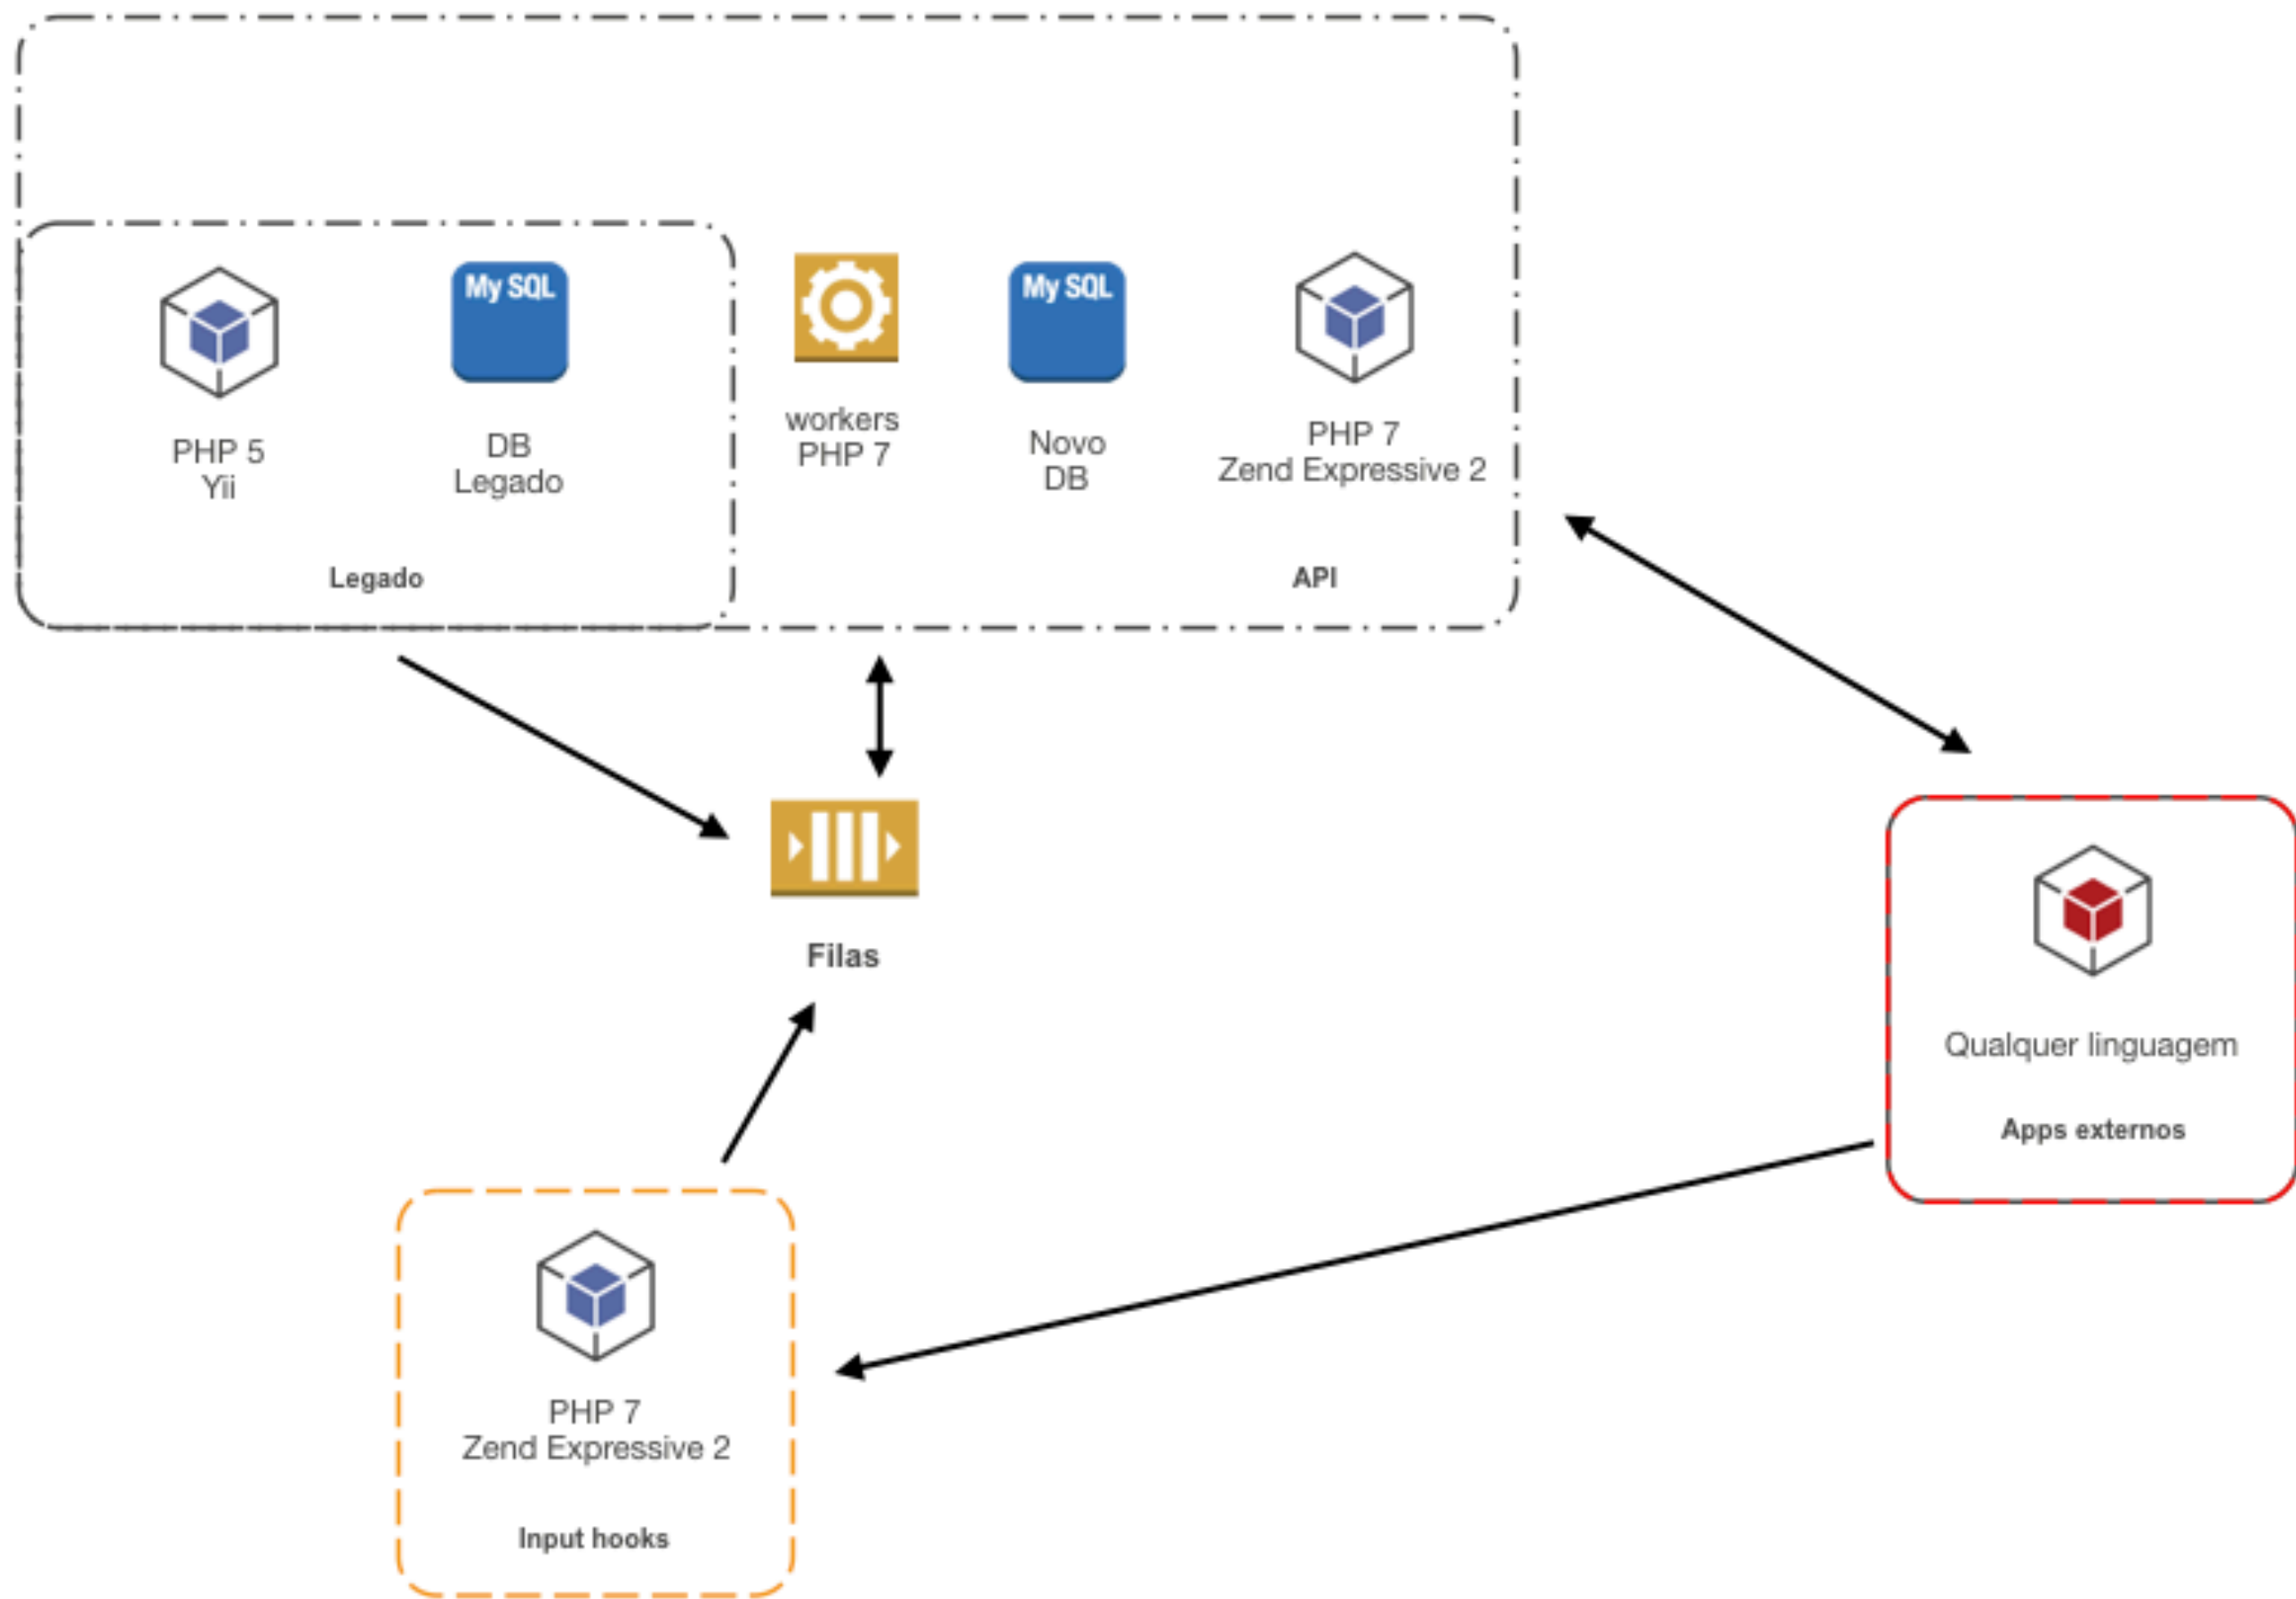 My SQL
My SQL
PHP 5
Yii
DB
Legado
workers
PHP 7
Novo
DB
PHP 7
Zend Expressive 2
Legado
API
Filas
Qualquer linguagem
Apps externos
PHP 7
Zend Expressive 2
Input hooks